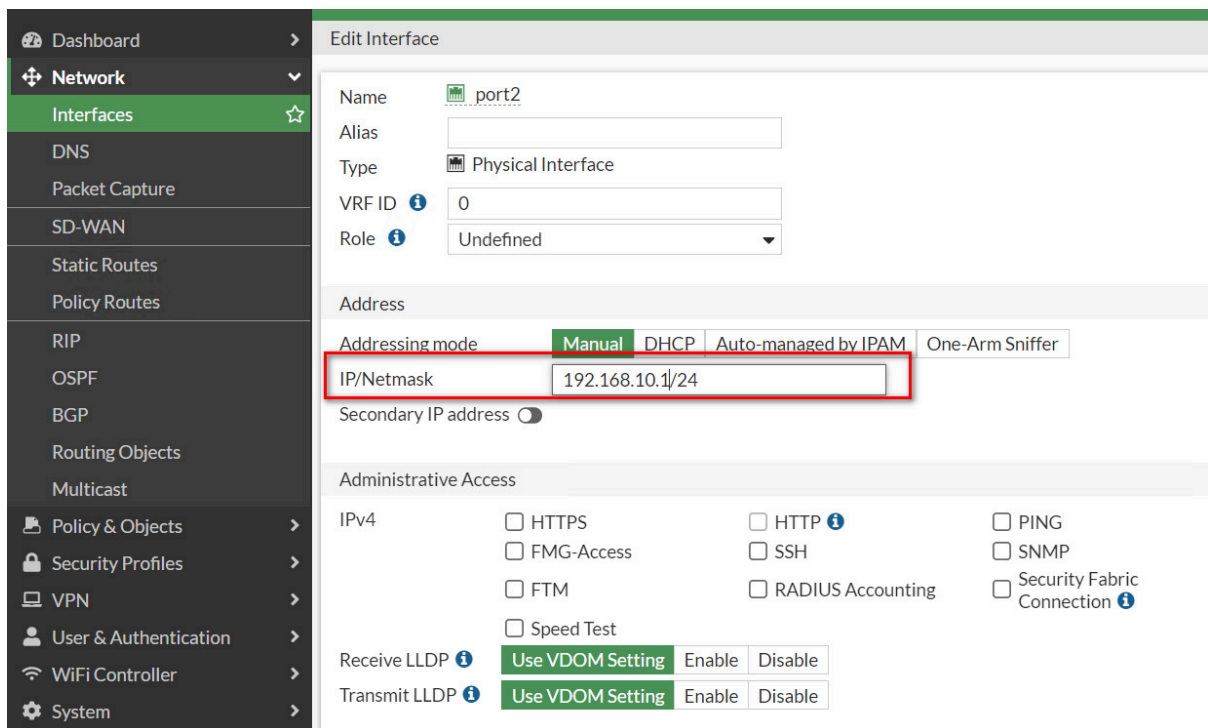 Dashboard
Network
Interfaces
DNS
Packet Capture
SD-WAN
Static Routes
Policy Routes
RIP
OSPF
BGP
Routing Objects
Multicast
Policy & Objects
Security Profiles
VPN
User & Authentication
WiFi Controller
System
Edit Interface
Name port2
Alias
Type Physical Interface
VRF ID 0
Role Undefined
Address
Addressing mode Manual DHCP Auto-managed by IPAM One-Arm Sniffer
IP/Netmask 192.168.10.1/24
Secondary IP address
Administrative Access
IPv4 HTTPS HTTP PING
FMG-Access SSH SNMP
FTM RADIUS Accounting Security Fabric
Connection
Speed Test
Receive LLDP Use VDOM Setting Enable Disable
Transmit LLDP Use VDOM Setting Enable Disable